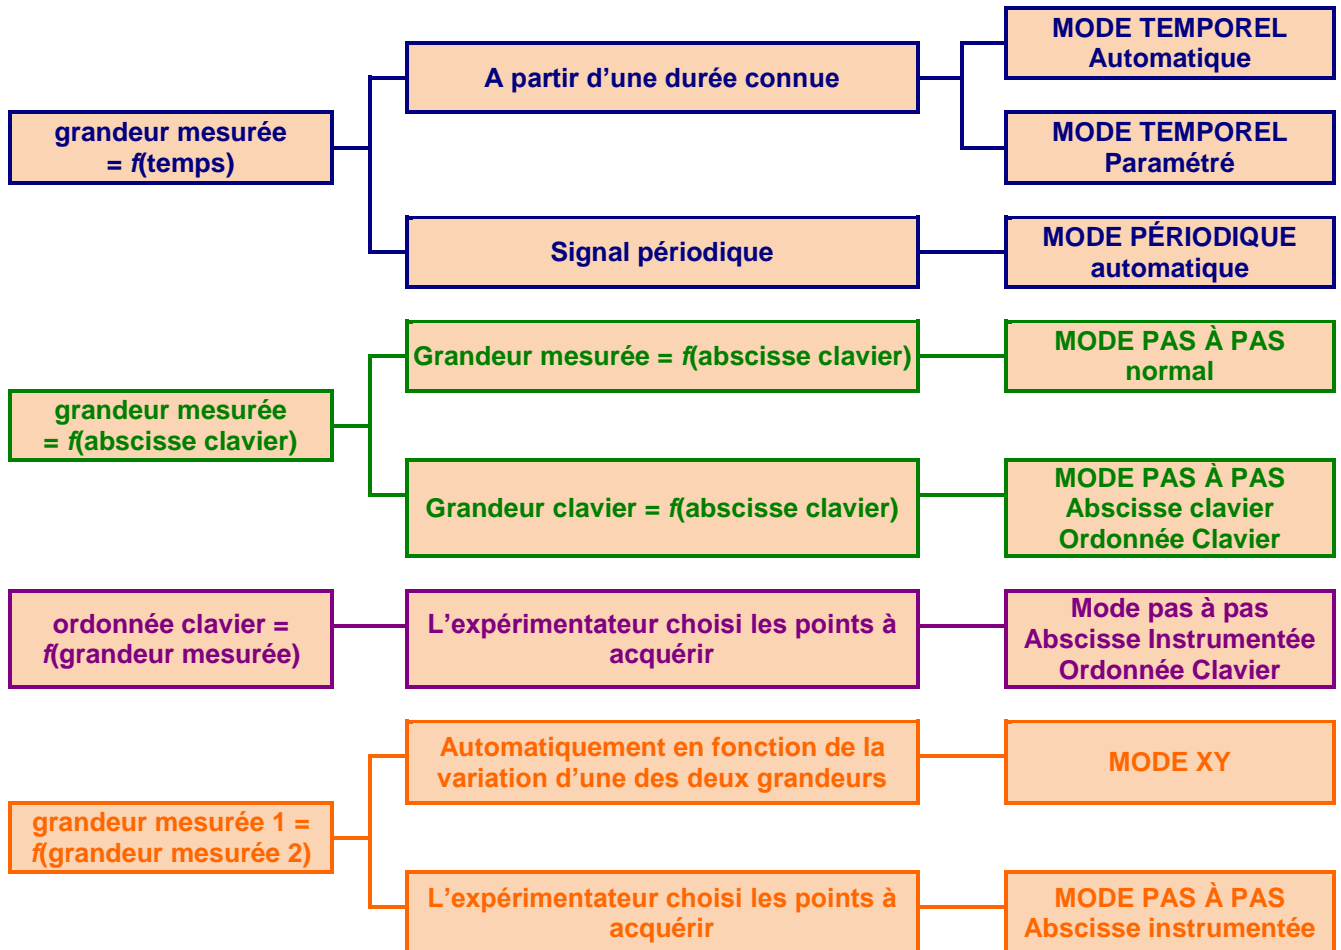 grandeur mesurée
= f(temps)
A partir d’une durée connue
MODE TEMPOREL
Automatique
MODE TEMPOREL
Paramétré
Signal périodique
MODE PÉRIODIQUE
automatique
grandeur mesurée
= f(abscisse clavier)
Grandeur mesurée = f(abscisse clavier)
MODE PAS À PAS
normal
Grandeur clavier = f(abscisse clavier)
MODE PAS À PAS
Abscisse clavier
Ordonnée Clavier
ordonnée clavier =
f(grandeur mesurée)
L’expérimentateur choisi les points à
acquérir
Mode pas à pas
Abscisse Instrumentée
Ordonnée Clavier
grandeur mesurée 1 =
f(grandeur mesurée 2)
Automatiquement en fonction de la
variation d’une des deux grandeurs
MODE XY
L’expérimentateur choisi les points à
acquérir
MODE PAS À PAS
Abscisse instrumentée